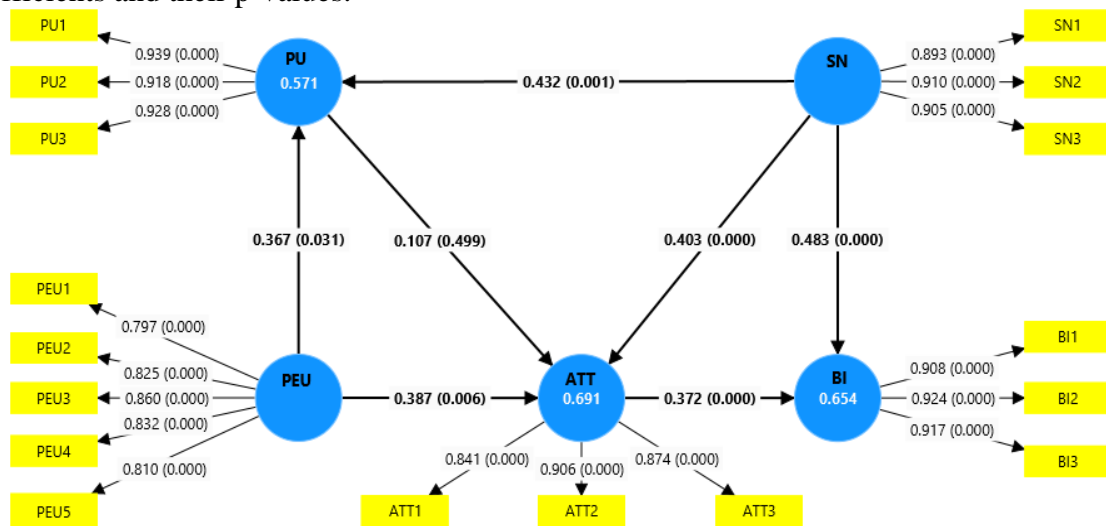 PU1
PU2
PU3
0.939 (0.000)
0.918 (0.000)
0.928 (0.000)
PU
0.571
0.432 (0.001)
SN
0.893 (0.000)
0.910 (0.000)
0.905 (0.000)
SN1
SN2
SN3
0.367 (0.031)
0.107 (0.499)
0.403 (0.000)
0.483 (0.000)
PEU1
PEU2
PEU3
PEU4
PEU5
0.797 (0.000)
0.825 (0.000)
0.860 (0.000)
0.832 (0.000)
0.810 (0.000)
PEU
0.387 (0.006)
ATT
0.691
0.372 (0.000)
BI
0.654
0.908 (0.000)
0.924 (0.000)
0.917 (0.000)
BI1
BI2
BI3
0.841 (0.000)
0.906 (0.000)
0.874 (0.000)
ATT1
ATT2
ATT3